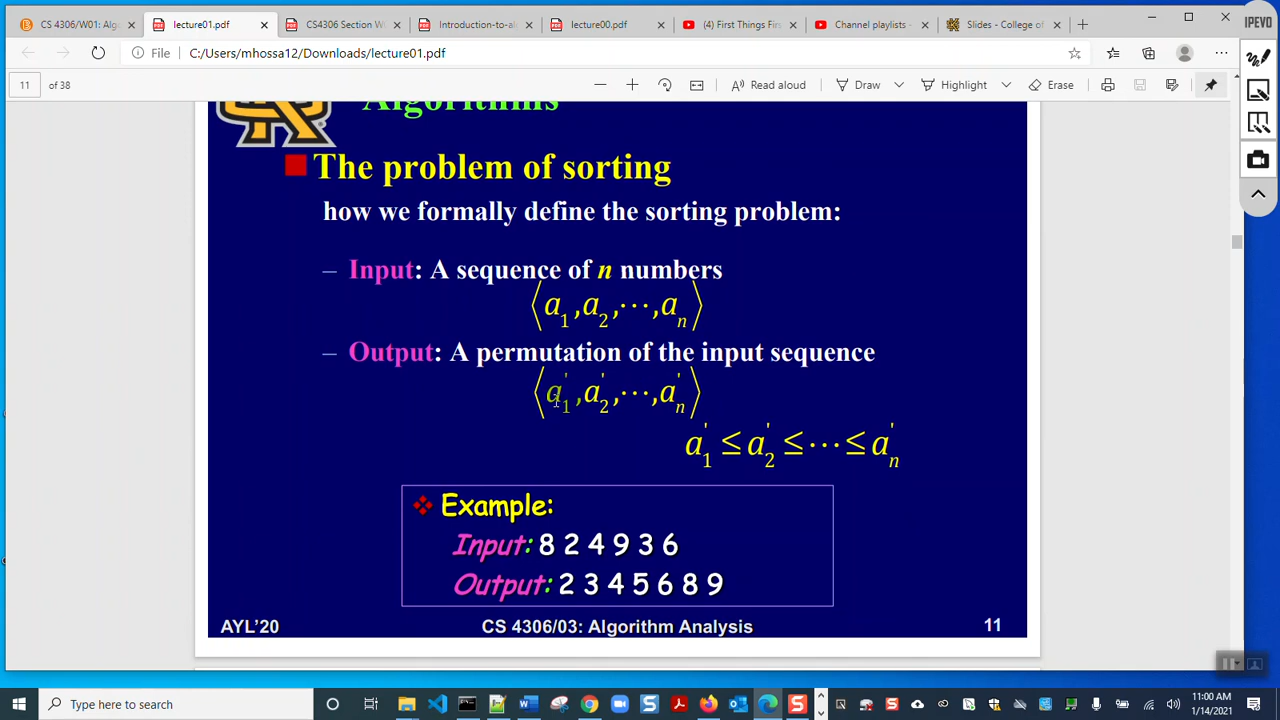 CS 4306/W01: Algo
lecture01.pdf
CS4306 Section W
Introduction-to-al
lecture00.pdf
(4) First Things Fir
Channel playlists -
Slides - College of
IPEVO
File
C:/Users/mhossa12/Downloads/lecture01.pdf
11 of 38
Read aloud
Draw
Highlight
Erase
Algorithms
The problem of sorting
how we formally define the sorting problem:
– Input: A sequence of n numbers
⟨a₁,a₂,⋯,aₙ⟩
– Output: A permutation of the input sequence
⟨a'₁,a'₂,⋯,a'ₙ⟩
a'₁ ≤ a'₂ ≤ ⋯ ≤ a'ₙ
Example:
Input: 8 2 4 9 3 6
Output: 2 3 4 5 6 8 9
AYL'20 CS 4306/03: Algorithm Analysis 11
Type here to search
11:00 AM
1/14/2021